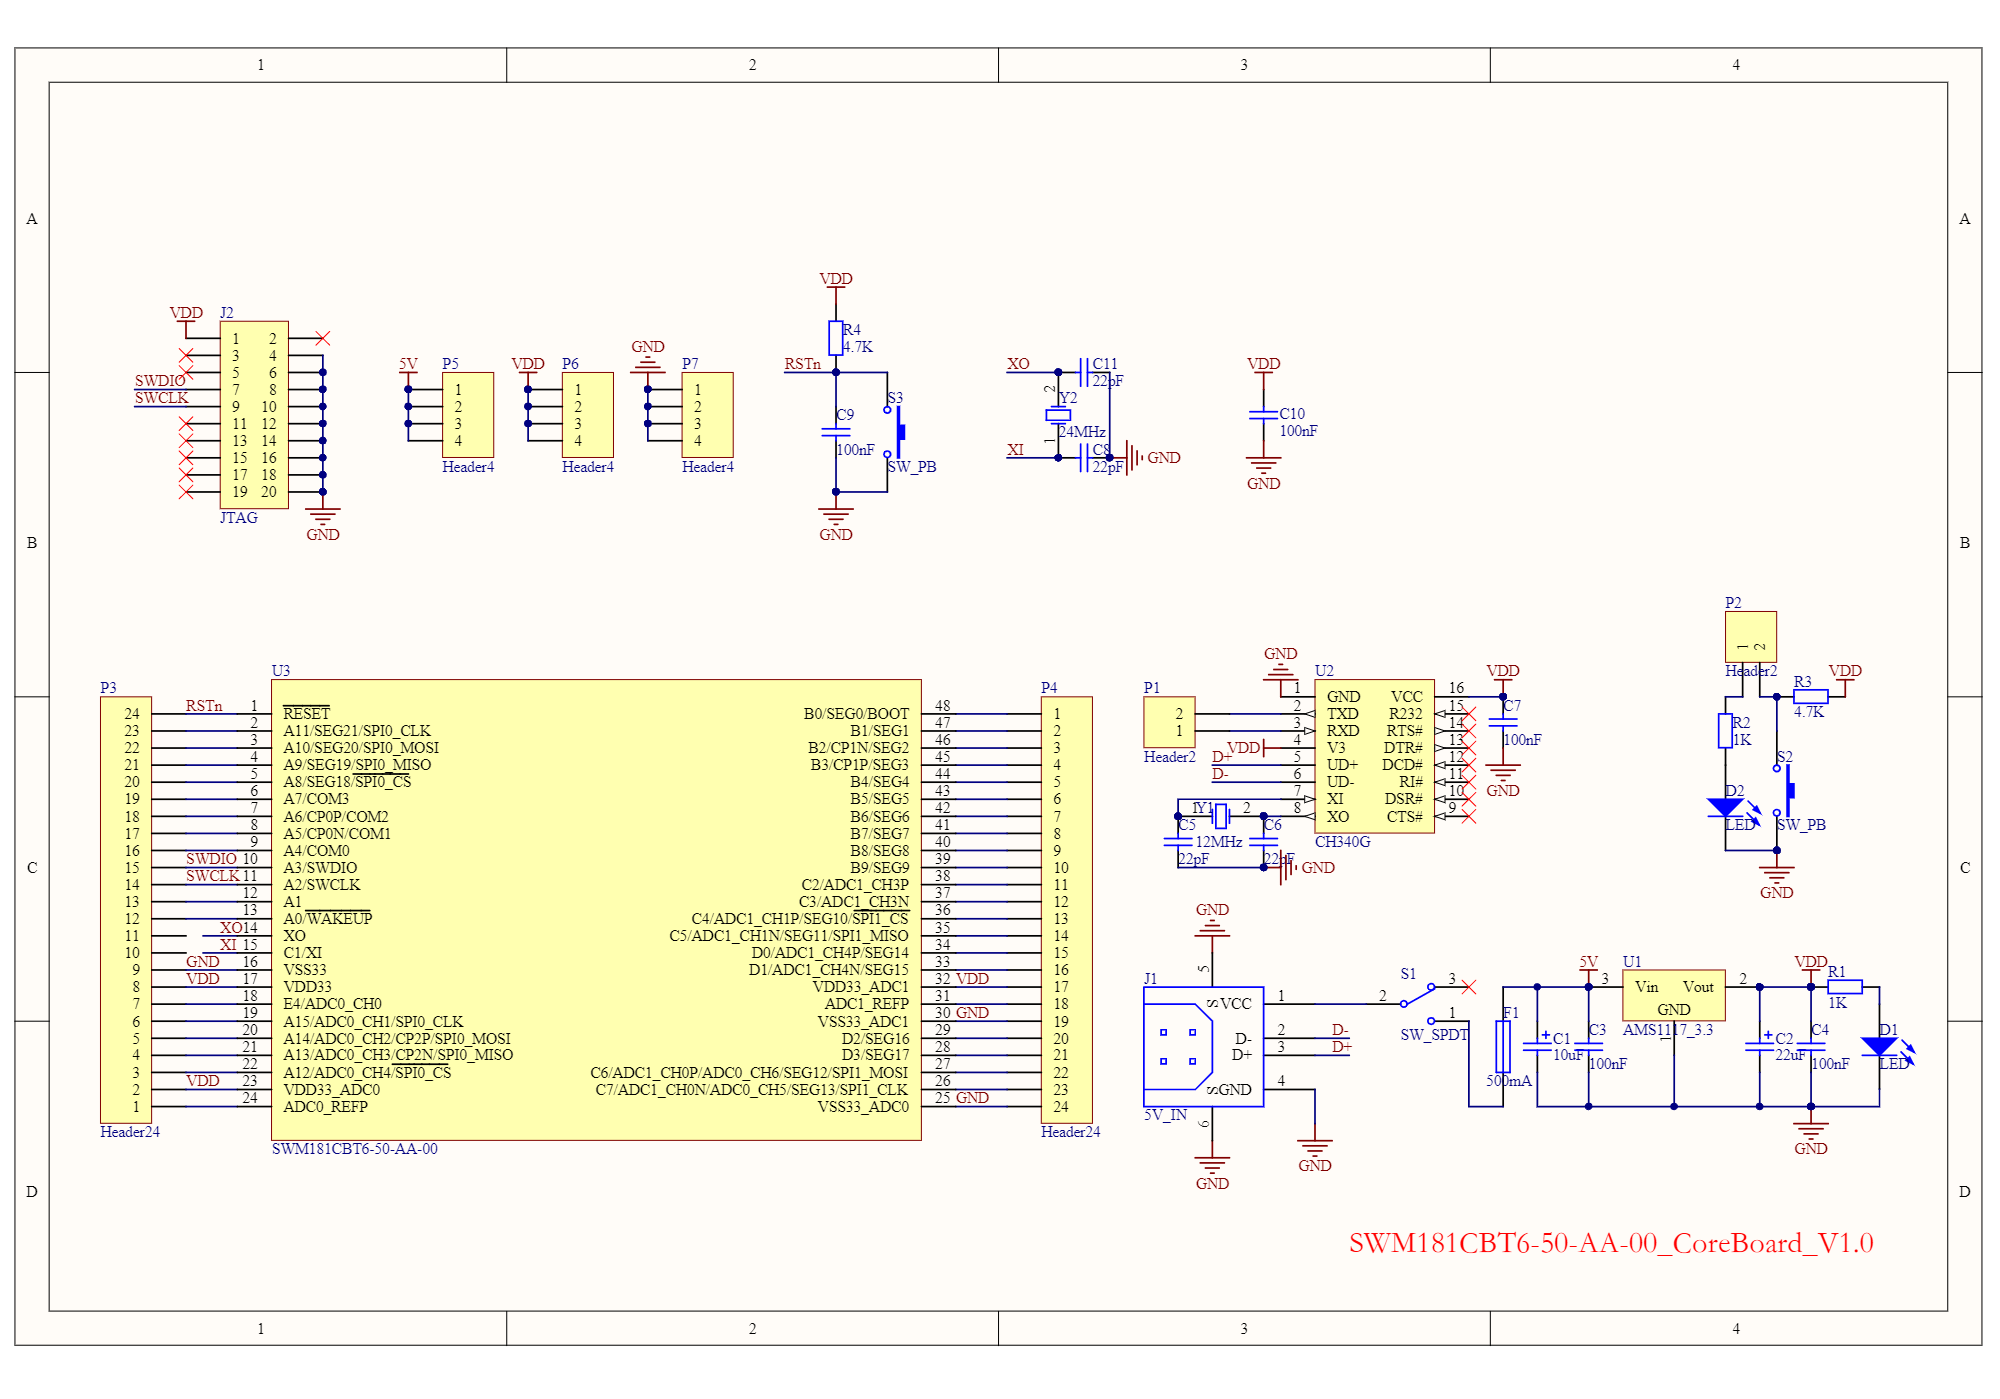 1 2 3 4
A A
B B
C C
D D
VDD J2
1 2
3 4
5 6
SWDIO 7 8
SWCLK 9 10
11 12
13 14
15 16
17 18
19 20
JTAG
GND
5V P5
1
2
3
4
Header4
VDD P6
1
2
3
4
Header4
GND P7
1
2
3
4
Header4
VDD
R4
4.7K
RSTn
S3
C9
100nF
SW_PB
GND
XO C11
22pF
2 Y2
24MHz
1
XI C8
22pF
GND
VDD
C10
100nF
GND
P3 U3 P4
24 RSTn 1 RESET B0/SEG0/BOOT 48 1
23 2 A11/SEG21/SPI0_CLK B1/SEG1 47 2
22 3 A10/SEG20/SPI0_MOSI B2/CP1N/SEG2 46 3
21 4 A9/SEG19/SPI0_MISO B3/CP1P/SEG3 45 4
20 5 A8/SEG18/SPI0_CS B4/SEG4 44 5
19 6 A7/COM3 B5/SEG5 43 6
18 7 A6/CP0P/COM2 B6/SEG6 42 7
17 8 A5/CP0N/COM1 B7/SEG7 41 8
16 9 A4/COM0 B8/SEG8 40 9
15 SWDIO 10 A3/SWDIO B9/SEG9 39 10
14 SWCLK 11 A2/SWCLK C2/ADC1_CH3P 38 11
13 12 A1 C3/ADC1_CH3N 37 12
12 13 A0/WAKEUP C4/ADC1_CH1P/SEG10/SPI1_CS 36 13
11 XO 14 XO C5/ADC1_CH1N/SEG11/SPI1_MISO 35 14
10 XI 15 C1/XI D0/ADC1_CH4P/SEG14 34 15
9 GND 16 VSS33 D1/ADC1_CH4N/SEG15 33 16
8 VDD 17 VDD33 VDD33_ADC1 32 VDD 17
7 18 E4/ADC0_CH0 ADC1_REFP 31 18
6 19 A15/ADC0_CH1/SPI0_CLK VSS33_ADC1 30 GND 19
5 20 A14/ADC0_CH2/CP2P/SPI0_MOSI D2/SEG16 29 20
4 21 A13/ADC0_CH3/CP2N/SPI0_MISO D3/SEG17 28 21
3 22 A12/ADC0_CH4/SPI0_CS C6/ADC1_CH0P/ADC0_CH6/SEG12/SPI1_MOSI 27 22
2 VDD 23 VDD33_ADC0 C7/ADC1_CH0N/ADC0_CH5/SEG13/SPI1_CLK 26 23
1 24 ADC0_REFP VSS33_ADC0 25 GND 24
Header24 SWM181CBT6-50-AA-00 Header24
P1
2
1
Header2
GND U2 VDD
1 GND VCC 16
2 TXD R232 15
3 RXD RTS# 14
VDD 4 V3 DTR# 13
D+ 5 UD+ DCD# 12
D- 6 UD- RI# 11
7 XI DSR# 10
8 XO CTS# 9
CH340G
C7
100nF
GND
1 Y1 2
C5 12MHz C6
22pF 22pF
GND
P2
1 2
Header2
VDD
R3
4.7K
R2
1K
S2
D2
LED
SW_PB
GND
GND
5
J1
S VCC 1
D- 2 D-
D+ 3 D+
S GND 4
5V_IN
6
GND
GND
S1
2 3
1
SW_SPDT
F1
500mA
5V U1 VDD
3 Vin Vout 2
GND
AMS1117_3.3
1
C1
10uF
C3
100nF
C2
22uF
C4
100nF
R1
1K
D1
LED
GND
SWM181CBT6-50-AA-00_CoreBoard_V1.0
1 2 3 4